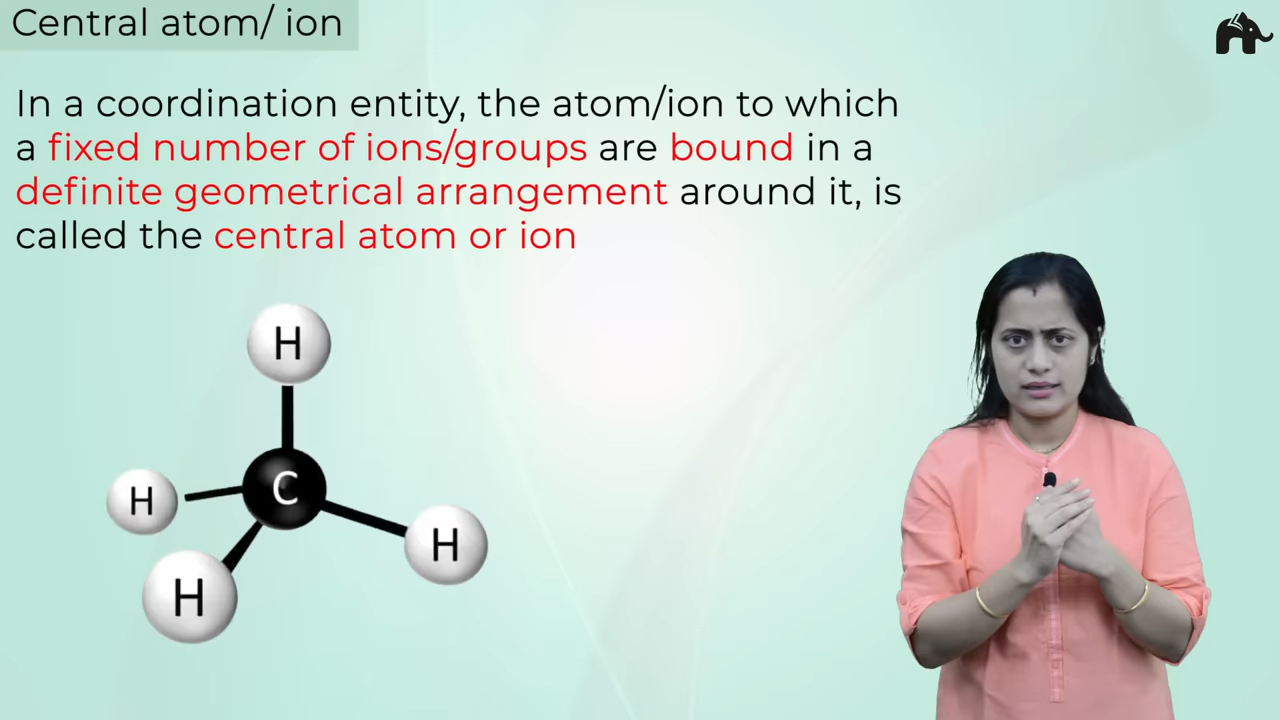 Central atom/ ion
In a coordination entity, the atom/ion to which
a fixed number of ions/groups are bound in a
definite geometrical arrangement around it, is
called the central atom or ion
H
C
H
H
H